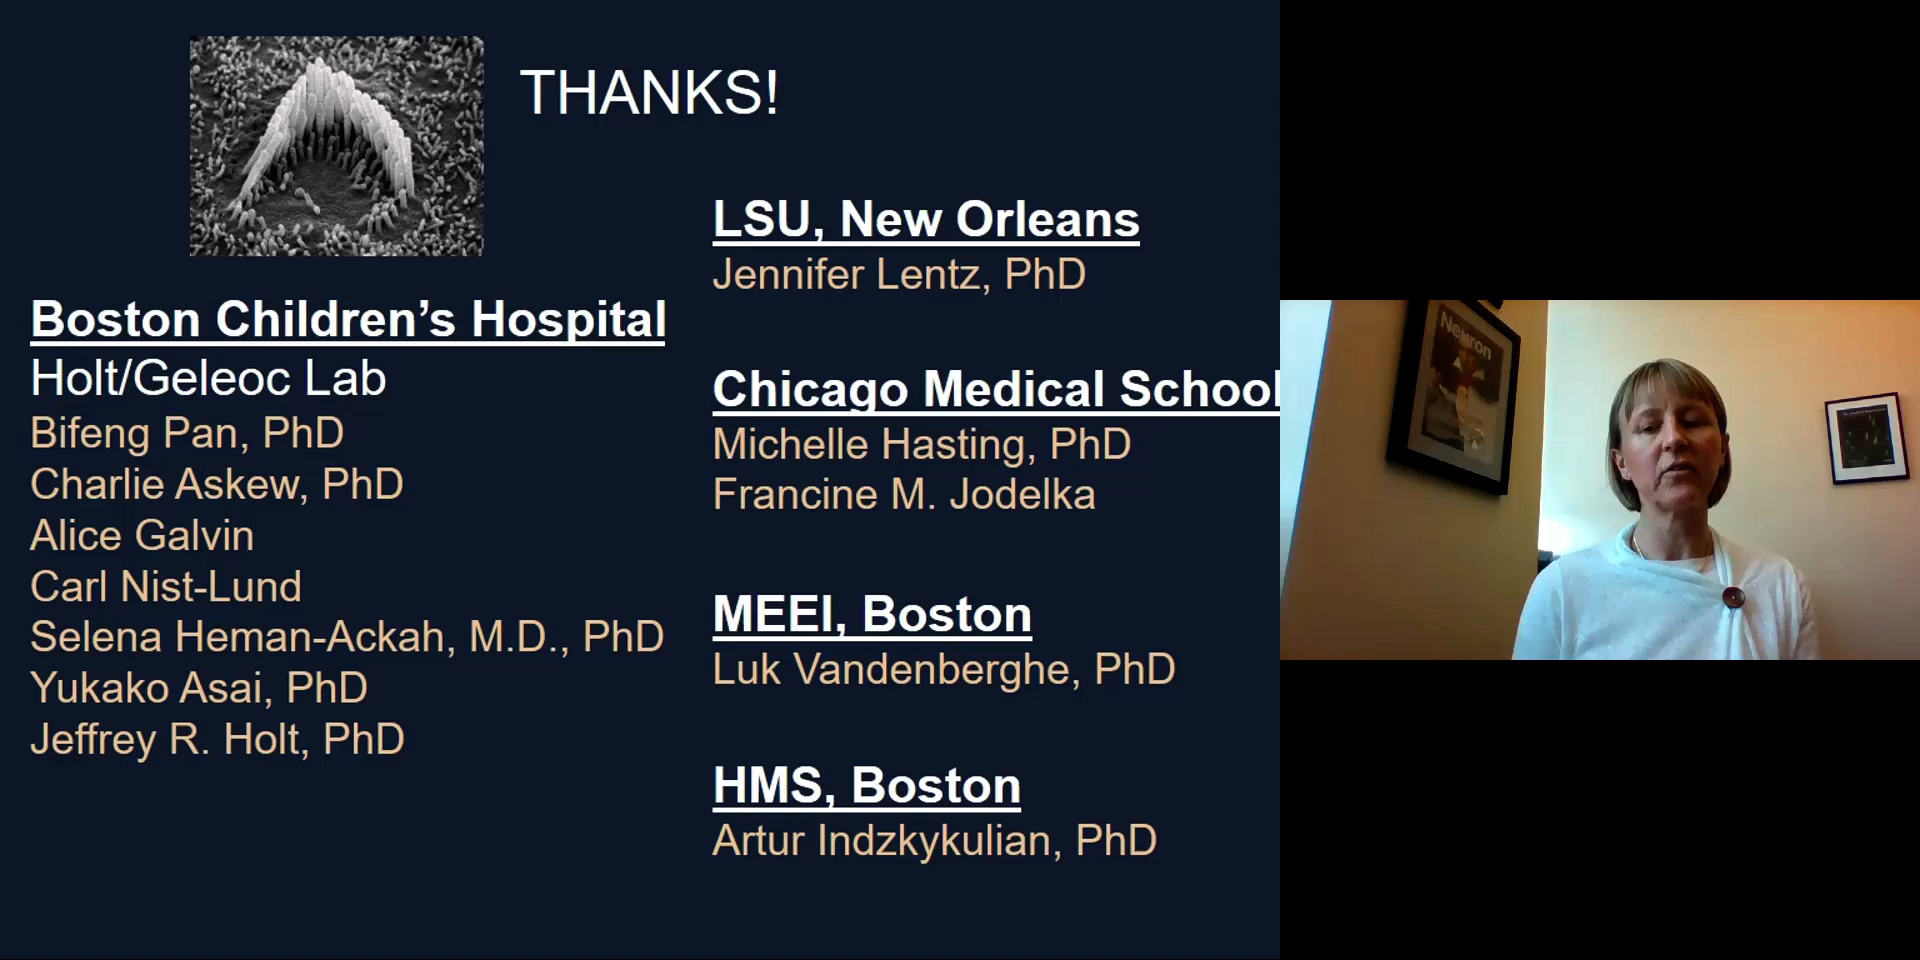 THANKS!
Boston Children’s Hospital
Holt/Geleoc Lab
Bifeng Pan, PhD
Charlie Askew, PhD
Alice Galvin
Carl Nist-Lund
Selena Heman-Ackah, M.D., PhD
Yukako Asai, PhD
Jeffrey R. Holt, PhD
LSU, New Orleans
Jennifer Lentz, PhD
Chicago Medical School
Michelle Hasting, PhD
Francine M. Jodelka
MEEI, Boston
Luk Vandenberghe, PhD
HMS, Boston
Artur Indzkykulian, PhD
Neuron